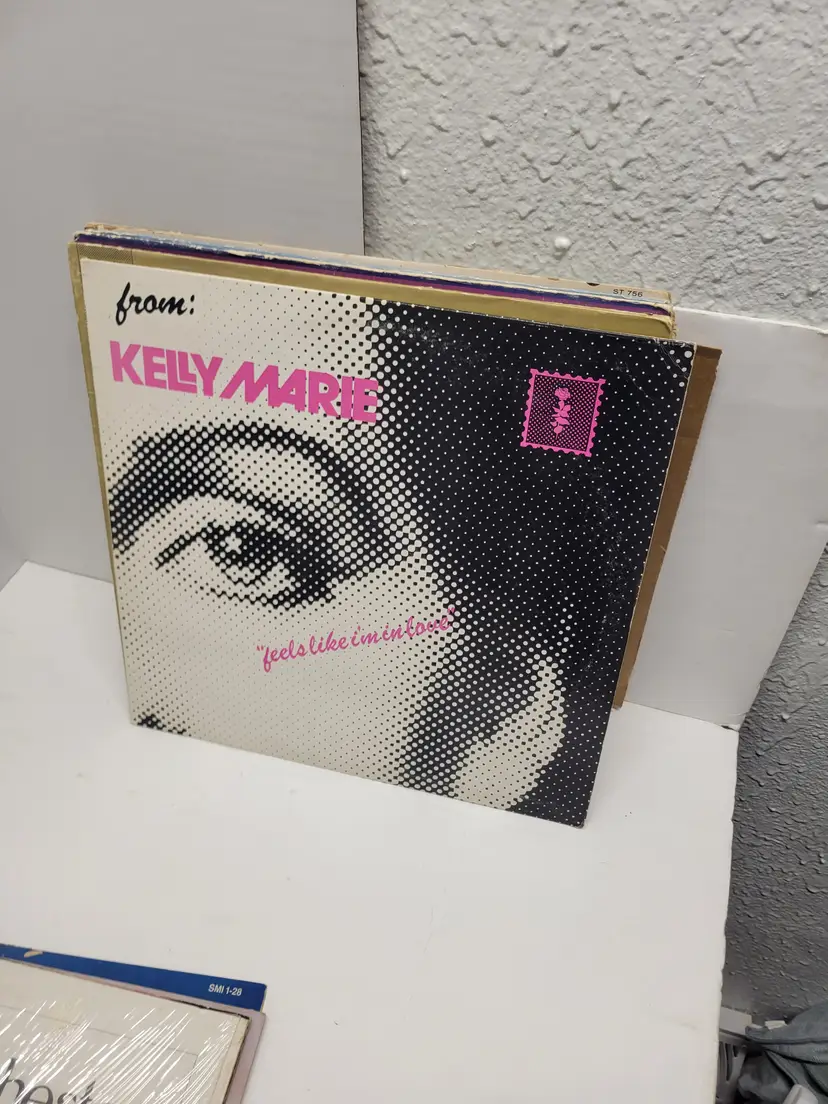 ST 756
from:
KELLY MARIE
"feels like i'm in love"
SMI 1-28